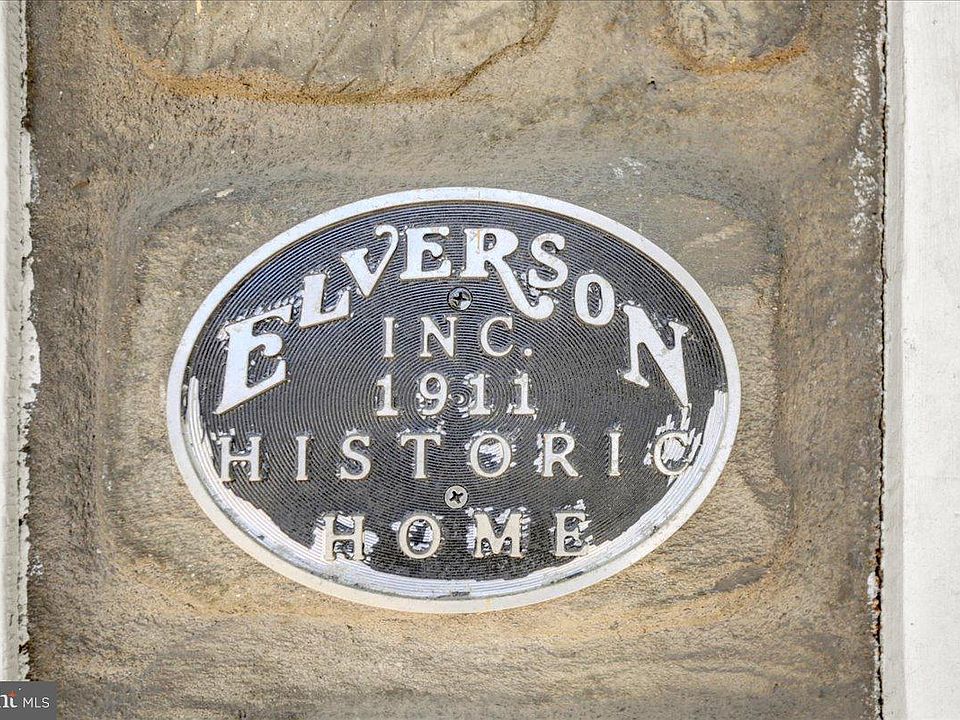 ELVERSON
INC.
1911
HISTORIC
HOME
MLS